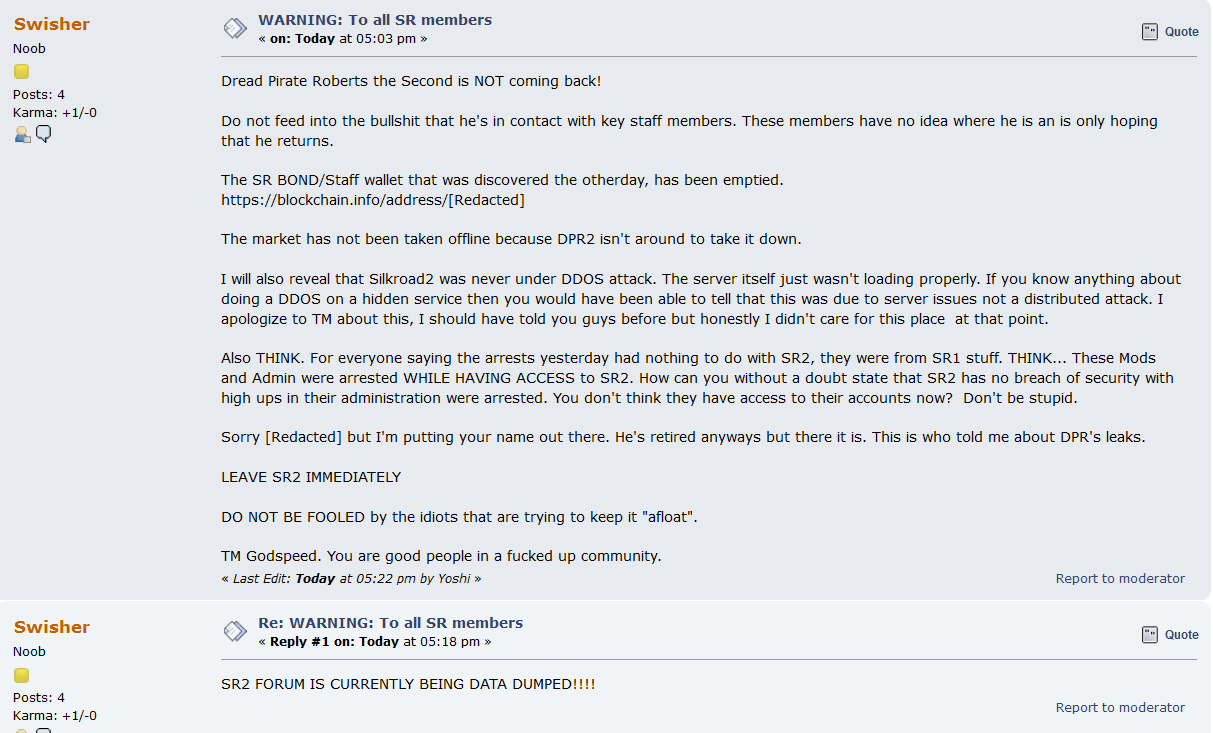 Swisher
Noob
Posts: 4
Karma: +1/-0
WARNING: To all SR members
« on: Today at 05:03 pm »
Quote
Dread Pirate Roberts the Second is NOT coming back!
Do not feed into the bullshit that he's in contact with key staff members. These members have no idea where he is an is only hoping
that he returns.
The SR BOND/Staff wallet that was discovered the otherday, has been emptied.
https://blockchain.info/address/[Redacted]
The market has not been taken offline because DPR2 isn't around to take it down.
I will also reveal that Silkroad2 was never under DDOS attack. The server itself just wasn't loading properly. If you know anything about
doing a DDOS on a hidden service then you would have been able to tell that this was due to server issues not a distributed attack. I
apologize to TM about this, I should have told you guys before but honestly I didn't care for this place  at that point.
Also THINK. For everyone saying the arrests yesterday had nothing to do with SR2, they were from SR1 stuff. THINK... These Mods
and Admin were arrested WHILE HAVING ACCESS to SR2. How can you without a doubt state that SR2 has no breach of security with
high ups in their administration were arrested. You don't think they have access to their accounts now?  Don't be stupid.
Sorry [Redacted] but I'm putting your name out there. He's retired anyways but there it is. This is who told me about DPR's leaks.
LEAVE SR2 IMMEDIATELY
DO NOT BE FOOLED by the idiots that are trying to keep it "afloat".
TM Godspeed. You are good people in a fucked up community.
« Last Edit: Today at 05:22 pm by Yoshi »
Report to moderator
Swisher
Noob
Posts: 4
Karma: +1/-0
Re: WARNING: To all SR members
« Reply #1 on: Today at 05:18 pm »
Quote
SR2 FORUM IS CURRENTLY BEING DATA DUMPED!!!!
Report to moderator